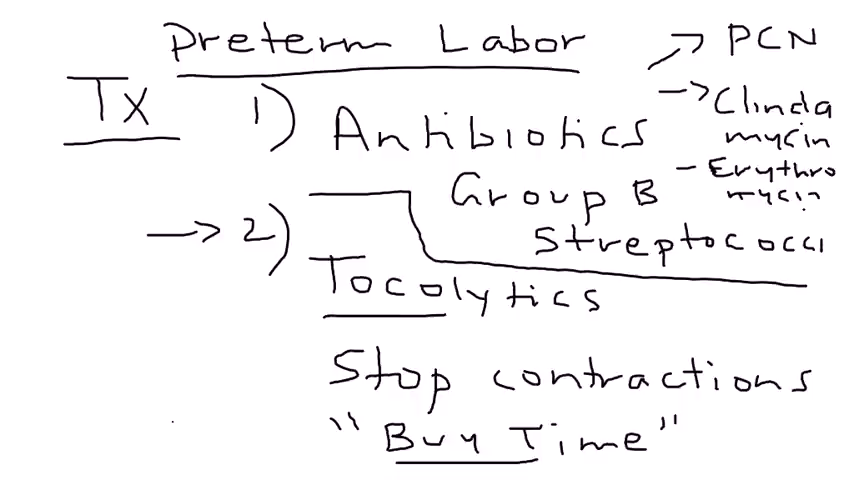 Preterm Labor
Tx
1) Antibiotics
→ PCN
→ Clinda
mycin
- Erythro
mycin
Group B
Streptococci
→ 2) Tocolytics
Stop contractions
"Buy Time"